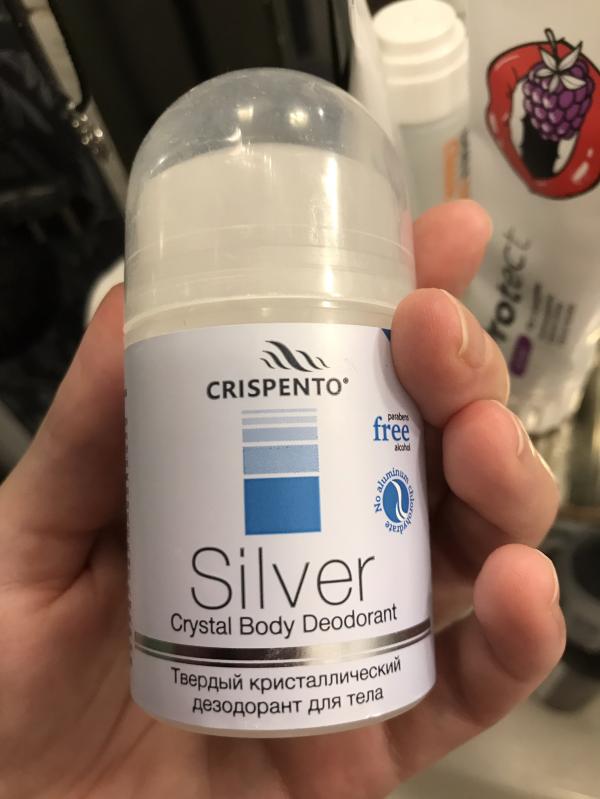 CRISPENTO®
parabens
free
alcohol
No aluminum chlorohydrate
Silver
Crystal Body Deodorant
Твердый кристаллический
дезодорант для тела
rotect